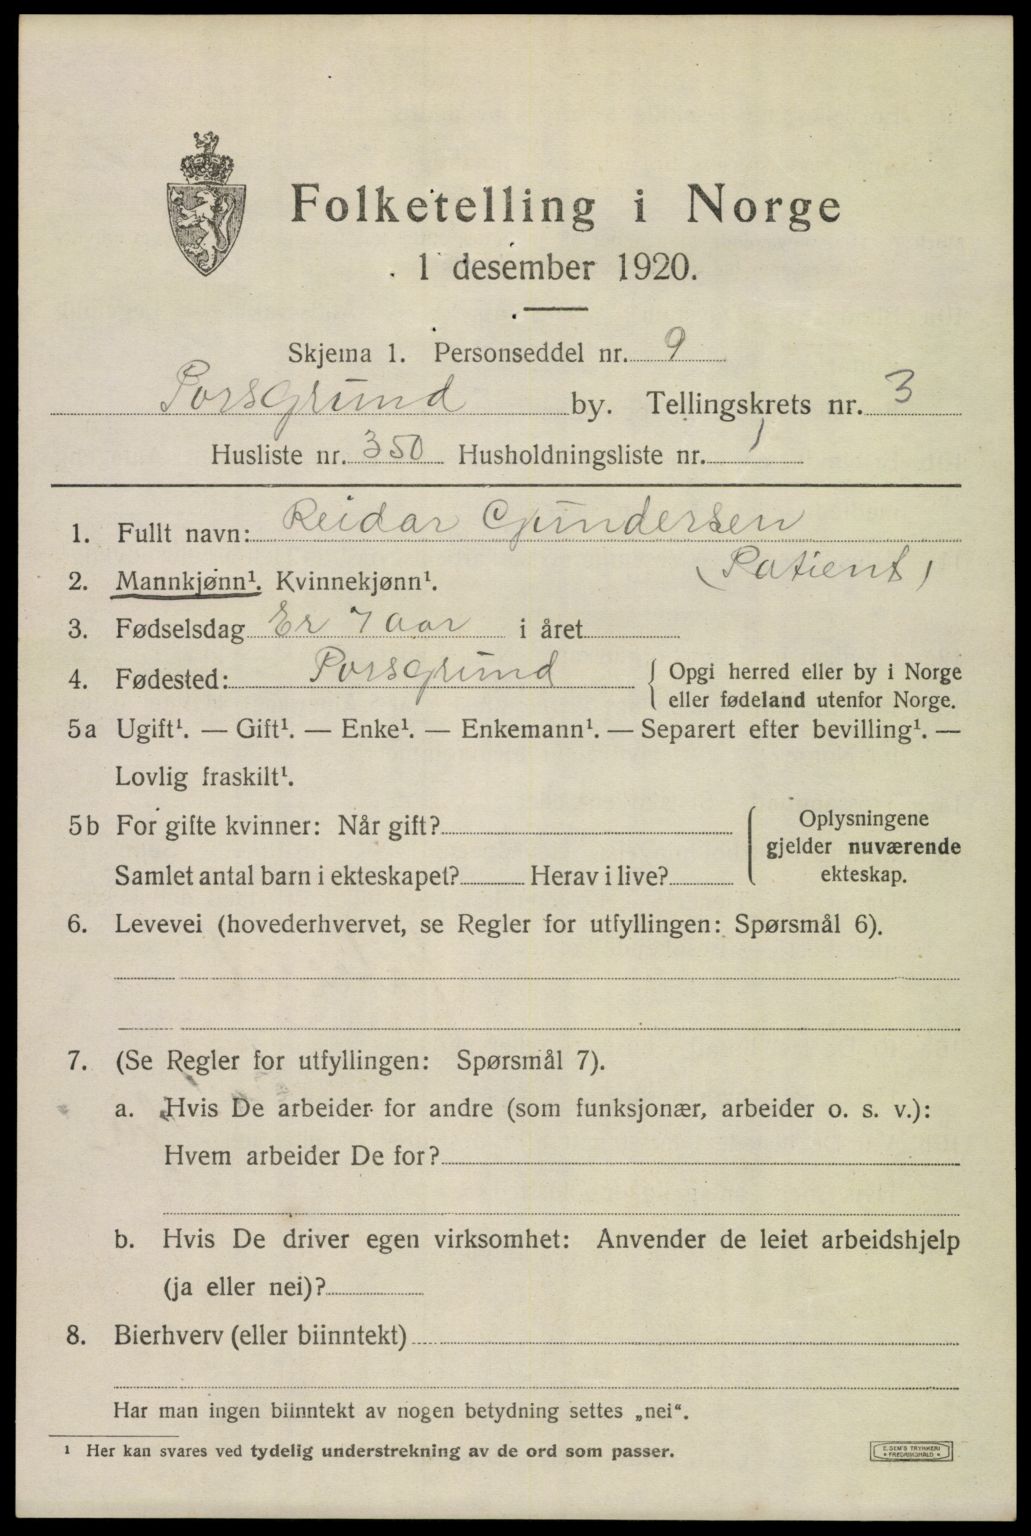 Folketelling i Norge
1 desember 1920.
Skjema 1. Personseddel nr. 9
Porsgrund by. Tellingskrets nr. 3
Husliste nr. 350 Husholdningsliste nr. 1
1. Fullt navn: Reidar Gundersen
(Patient)
2. Mannkjønn¹. Kvinnekjønn¹.
3. Fødselsdag Er 7 aar i året
4. Fødested: Porsgrund { Opgi herred eller by i Norge
eller fødeland utenfor Norge.
5a Ugift¹. — Gift¹. — Enke¹. — Enkemann¹. — Separert efter bevilling¹. —
Lovlig fraskilt¹.
5b For gifte kvinner: Når gift?
Samlet antal barn i ekteskapet? Herav i live?
Oplysningene
gjelder nuværende
ekteskap.
6. Levevei (hovederhvervet, se Regler for utfyllingen: Spørsmål 6).
7. (Se Regler for utfyllingen: Spørsmål 7).
a. Hvis De arbeider for andre (som funksjonær, arbeider o. s. v.):
Hvem arbeider De for?
b. Hvis De driver egen virksomhet: Anvender de leiet arbeidshjelp
(ja eller nei)?
8. Bierhverv (eller biinntekt)
Har man ingen biinntekt av nogen betydning settes „nei“.
¹ Her kan svares ved tydelig understrekning av de ord som passer.
E. SEM'S TRYKKERI
• FREDRIKSHALD •